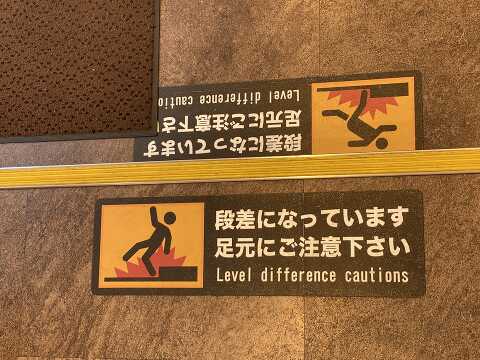 段差になっています
足元にご注意下さ
Level difference cautio
段差になっています
足元にご注意下さい
Level difference cautions